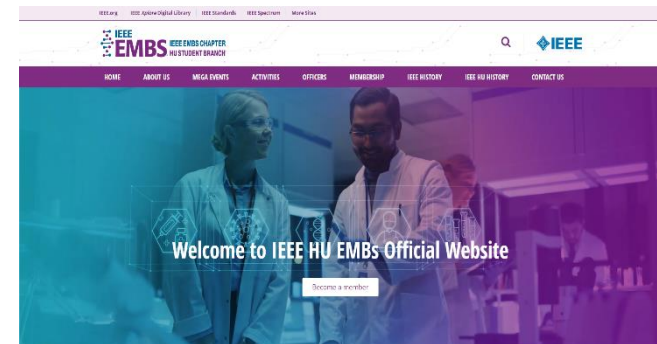 IEEE.org IEEE Xplore Digital Library IEEE Standards IEEE Spectrum More Sites
IEEE
EMBS IEEE EMBS CHAPTER
HU STUDENT BRANCH
IEEE
HOME ABOUT US MEGA EVENTS ACTIVITIES OFFICERS MEMBERSHIP IEEE HISTORY IEEE HU HISTORY CONTACT US
Welcome to IEEE HU EMBs Official Website
Become a member